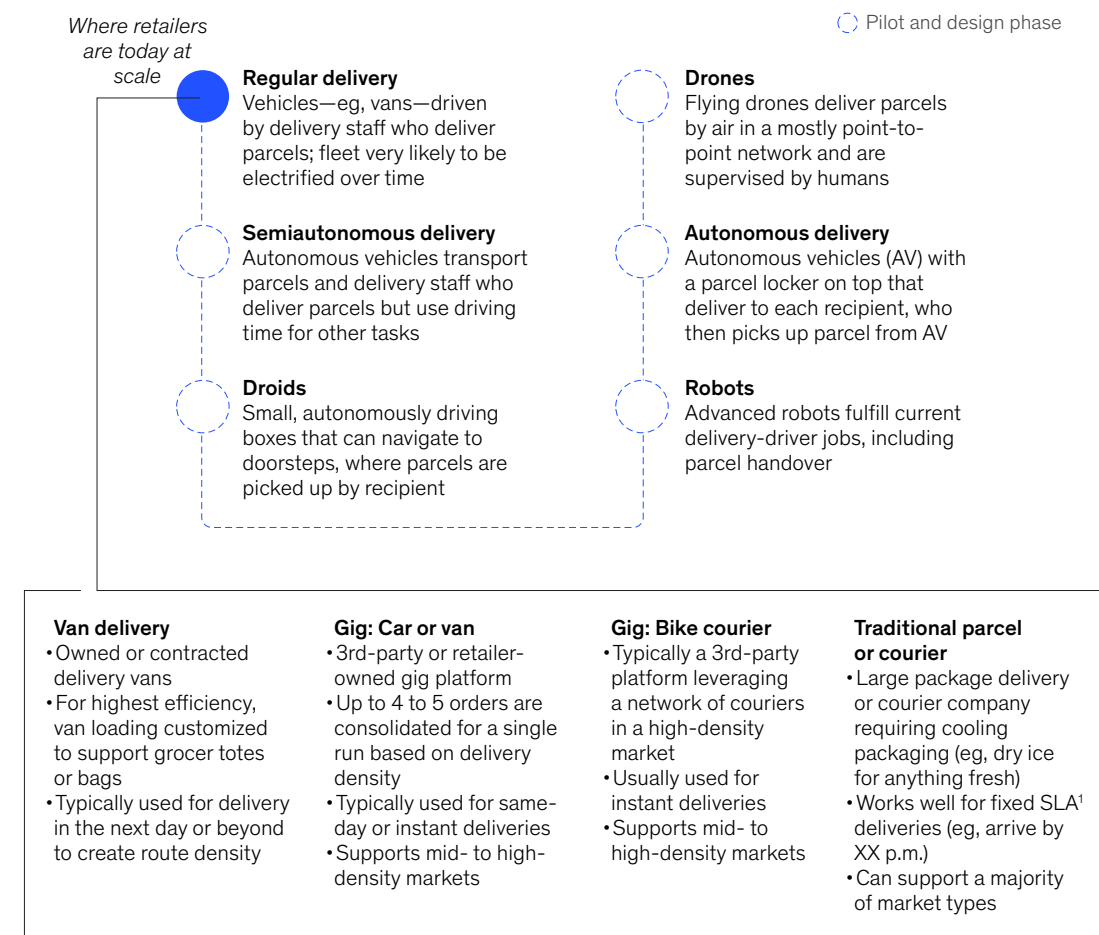 Where retailers
are today at
scale
Pilot and design phase
Regular delivery
Vehicles—eg, vans—driven
by delivery staff who deliver
parcels; fleet very likely to be
electrified over time
Semiautonomous delivery
Autonomous vehicles transport
parcels and delivery staff who
deliver parcels but use driving
time for other tasks
Droids
Small, autonomously driving
boxes that can navigate to
doorsteps, where parcels are
picked up by recipient
Drones
Flying drones deliver parcels
by air in a mostly point-to-
point network and are
supervised by humans
Autonomous delivery
Autonomous vehicles (AV) with
a parcel locker on top that
deliver to each recipient, who
then picks up parcel from AV
Robots
Advanced robots fulfill current
delivery-driver jobs, including
parcel handover
Van delivery
•Owned or contracted
delivery vans
•For highest efficiency,
van loading customized
to support grocer totes
or bags
•Typically used for delivery
in the next day or beyond
to create route density
Gig: Car or van
•3rd-party or retailer-
owned gig platform
•Up to 4 to 5 orders are
consolidated for a single
run based on delivery
density
•Typically used for same-
day or instant deliveries
•Supports mid- to high-
density markets
Gig: Bike courier
•Typically a 3rd-party
platform leveraging
a network of couriers
in a high-density
market
•Usually used for
instant deliveries
•Supports mid- to
high-density markets
Traditional parcel
or courier
•Large package delivery
or courier company
requiring cooling
packaging (eg, dry ice
for anything fresh)
•Works well for fixed SLA¹
deliveries (eg, arrive by
XX p.m.)
•Can support a majority
of market types